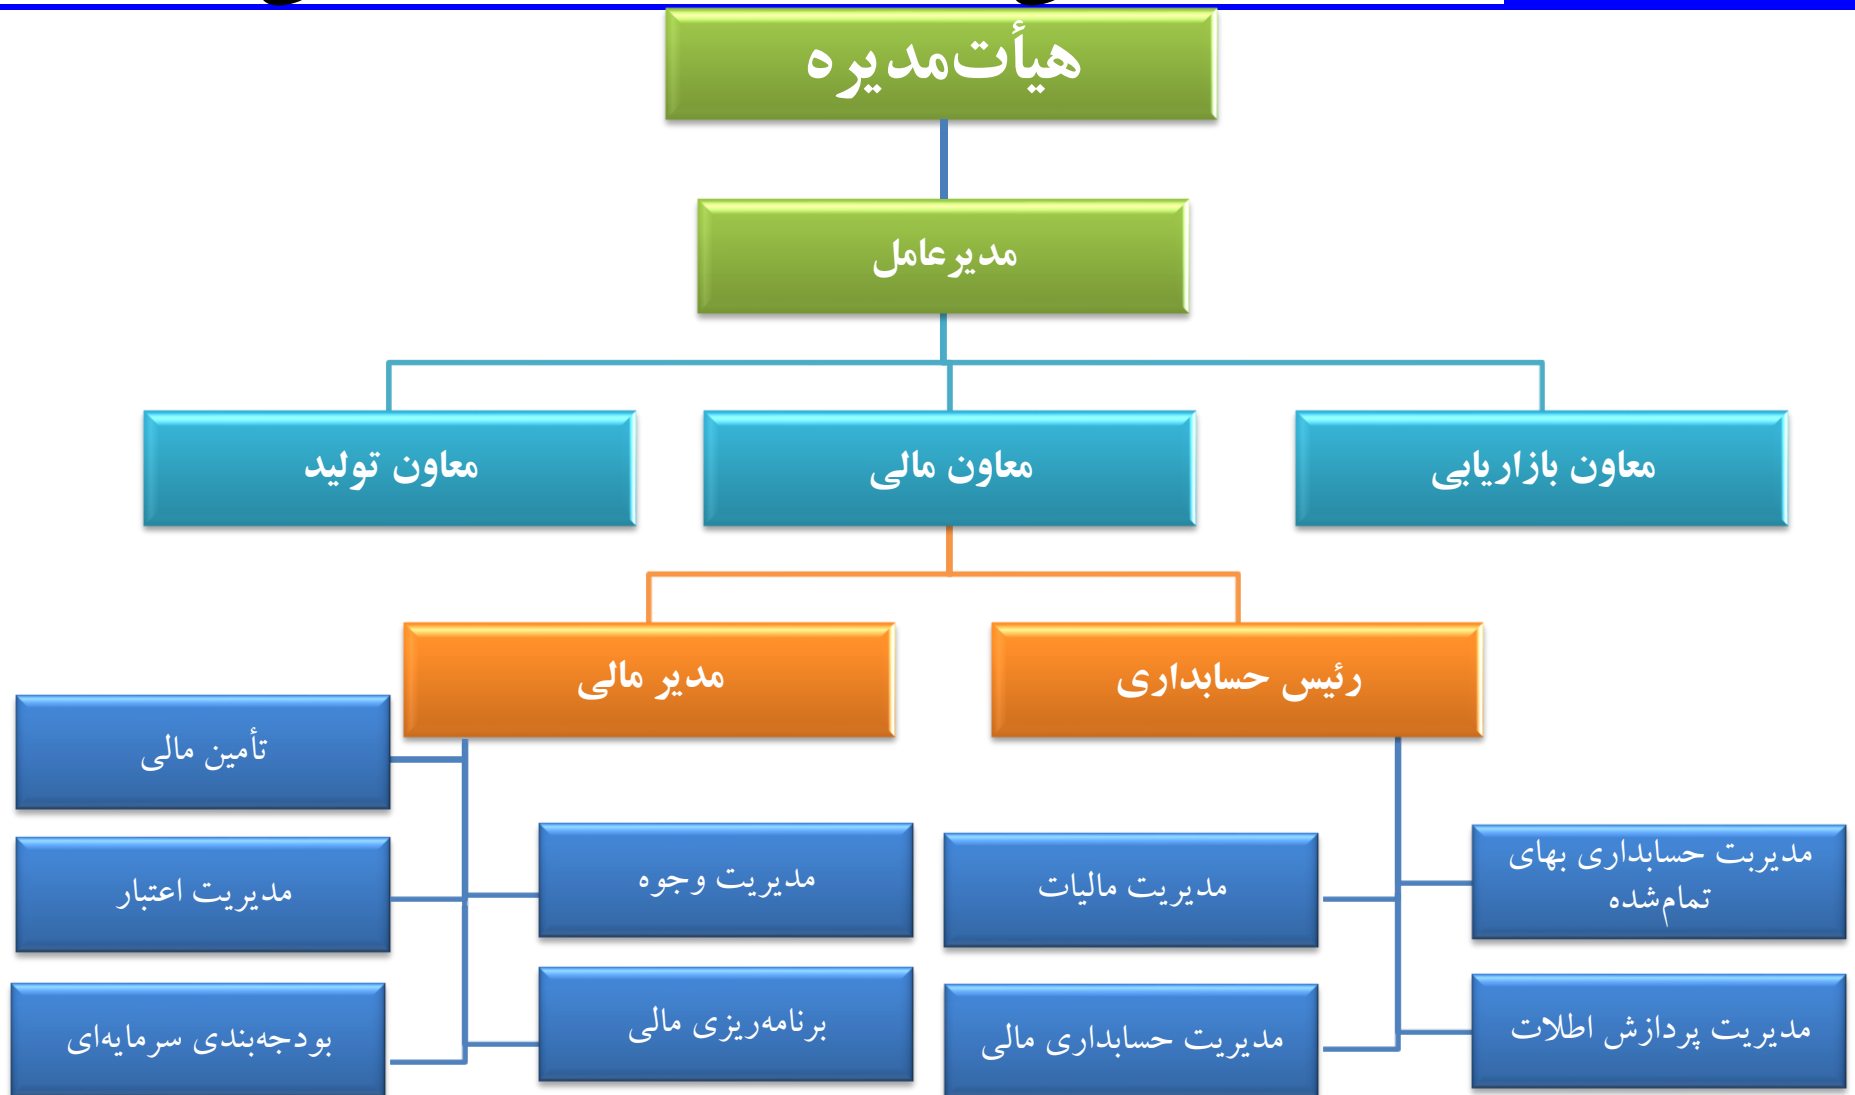 هیأت‌مدیره
مدیرعامل
معاون بازاریابی
معاون مالی
معاون تولید
رئیس حسابداری
مدیر مالی
تأمین مالی
مدیریت حسابداری بهای
تمام‌شده
مدیریت مالیات
مدیریت وجوه
مدیریت اعتبار
مدیریت پردازش اطلات
مدیریت حسابداری مالی
برنامه‌ریزی مالی
بودجه‌بندی سرمایه‌ای